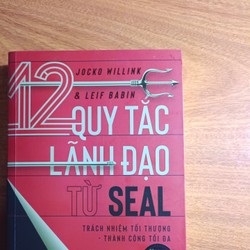 JOCKO WILLINK
& LEIF BABIN
12
QUY TẮC
LÃNH ĐẠO
TỪ SEAL
TRÁCH NHIỆM TỐI THƯỢNG
- THÀNH CÔNG TỐI ĐA